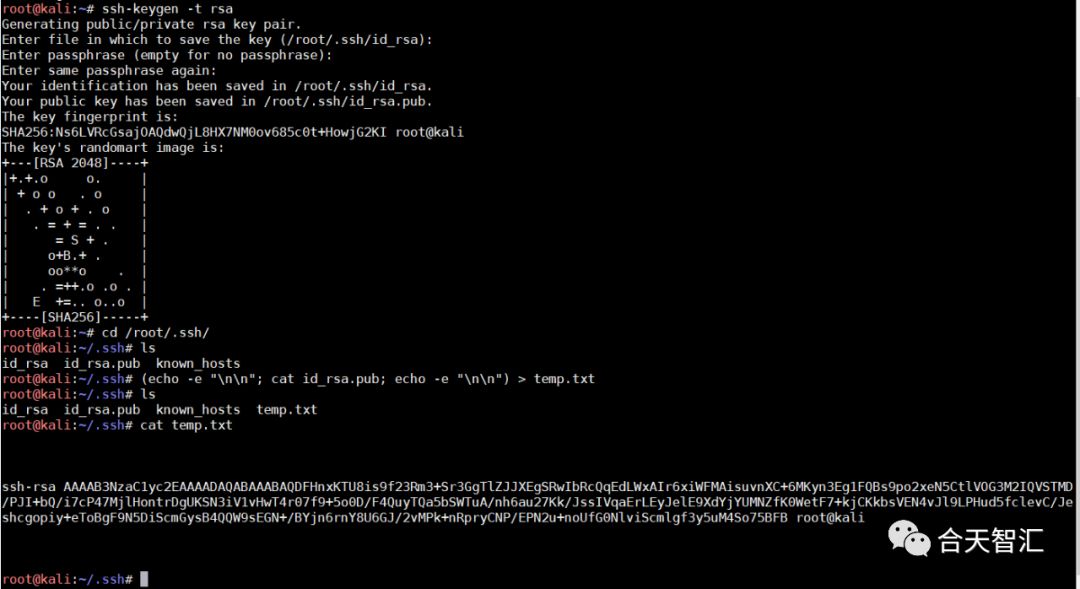 root@kali:~# ssh-keygen -t rsa
Generating public/private rsa key pair.
Enter file in which to save the key (/root/.ssh/id_rsa):
Enter passphrase (empty for no passphrase):
Enter same passphrase again:
Your identification has been saved in /root/.ssh/id_rsa.
Your public key has been saved in /root/.ssh/id_rsa.pub.
The key fingerprint is:
SHA256:Ns6LVRcGsajOAQdwQjL8HX7NM0ov685c0t+HowjG2KI root@kali
The key's randomart image is:
+---[RSA 2048]----+
|+.+.o     o.     |
| + o o   . o     |
|  . + o + . o    |
|   . = + = . .   |
|      = S + .    |
|     o+B.+ .     |
|     oo**o    .  |
|    . =++.o .o . |
|   E  +=.. o..o  |
+----[SHA256]-----+
root@kali:~# cd /root/.ssh/
root@kali:~/.ssh# ls
id_rsa  id_rsa.pub  known_hosts
root@kali:~/.ssh# (echo -e "\n\n"; cat id_rsa.pub; echo -e "\n\n") > temp.txt
root@kali:~/.ssh# ls
id_rsa  id_rsa.pub  known_hosts  temp.txt
root@kali:~/.ssh# cat temp.txt
ssh-rsa AAAAB3NzaC1yc2EAAAADAQABAAABAQDFHnxKTU8is9f23Rm3+Sr3GgTlZJJXEgSRwIbRcQqEdLWxAIr6xiWFMAisuvnXC+6MKyn3Eg1FQBs9po2xeN5CtlVOG3M2IQVSTMD
/PJI+bQ/i7cP47MjlHontrDgUKSN3iV1vHwT4r07f9+5o0D/F4QuyTQa5bSWTuA/nh6au27Kk/JssIVqaErLEyJelE9XdYjYUMNZfK0WetF7+kjCKkbsVEN4vJl9LPHud5fclevC/Je
shcgopiy+eToBgF9N5DiScmGysB4QQW9sEGN+/BYjn6rnY8U6GJ/2vMPk+nRpryCNP/EPN2u+noUfG0NlviScmlgf3y5uM4So75BFB root@kali
合天智汇
root@kali:~/.ssh#